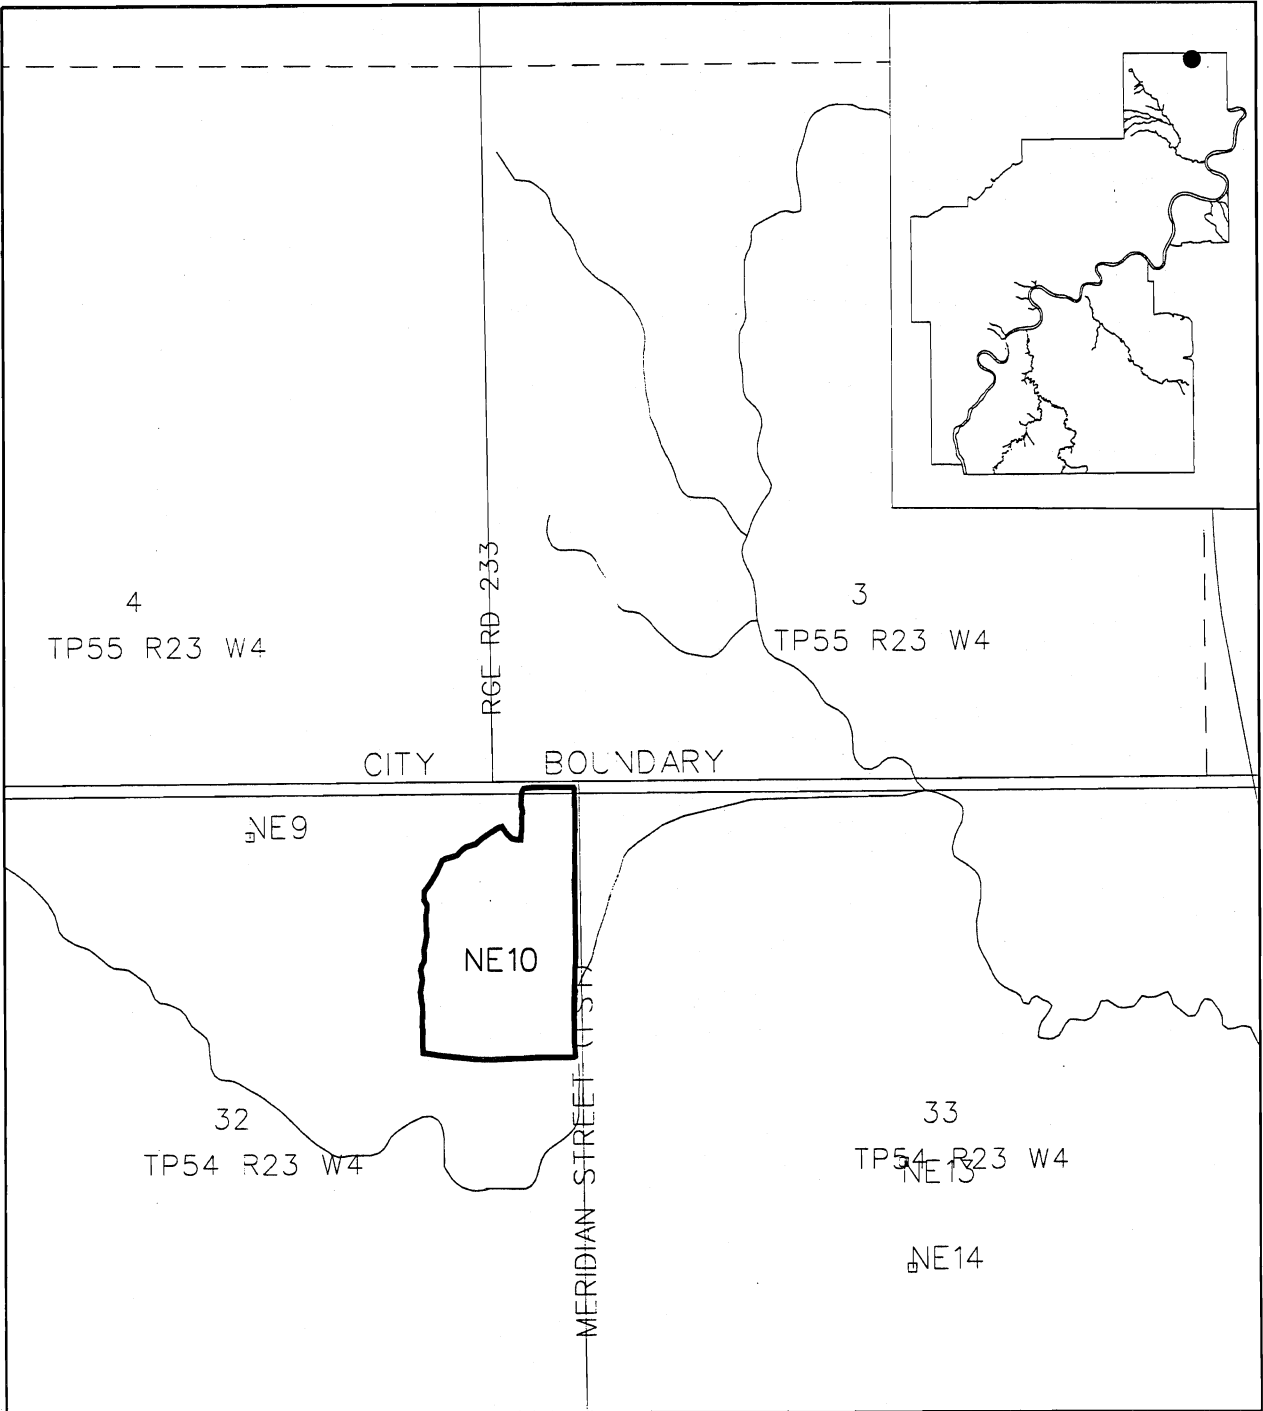 4
TP55 R23 W4
RGE RD 233
3
TP55 R23 W4
CITY BOUNDARY
NE9
NE10
MERIDIAN STREET (1ST)
32
TP54 R23 W4
33
TP54 R23 W4
NE13
NE14